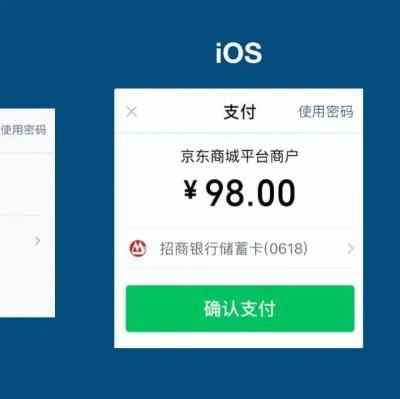 iOS
使用密码
× 支付 使用密码
京东商城平台商户
¥98.00
招商银行储蓄卡(0618)
确认支付